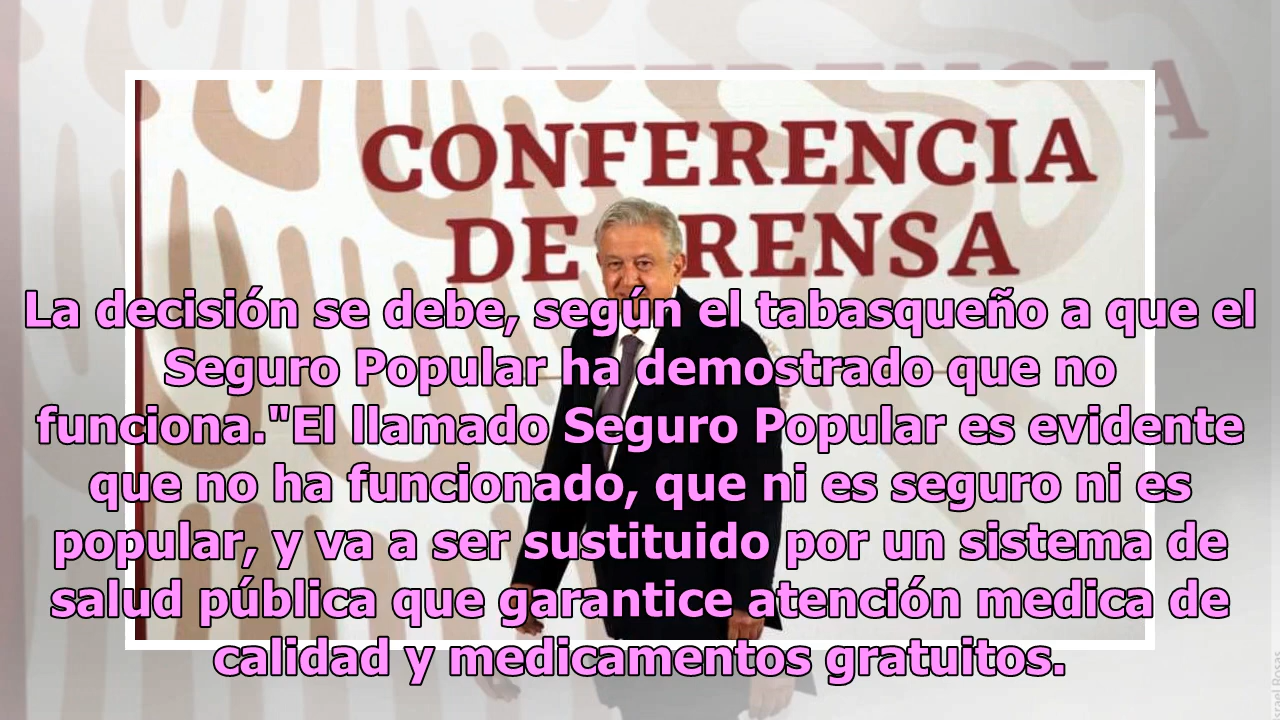 CONFERENCIA
DE PRENSA
La decisión se debe, según el tabasqueño a que el
Seguro Popular ha demostrado que no
funciona."El llamado Seguro Popular es evidente
que no ha funcionado, que ni es seguro ni es
popular, y va a ser sustituido por un sistema de
salud pública que garantice atención medica de
calidad y medicamentos gratuitos.